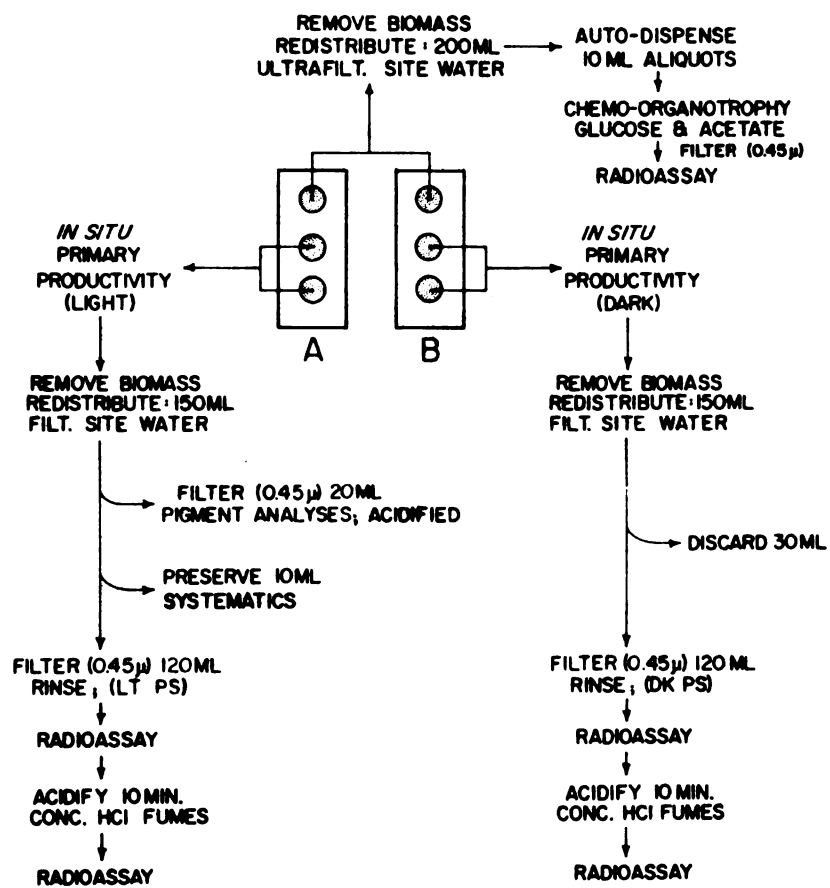 REMOVE BIOMASS
REDISTRIBUTE: 200ML
ULTRAFILT. SITE WATER
AUTO-DISPENSE
10 ML ALIQUOTS
CHEMO-ORGANOTROPHY
GLUCOSE & ACETATE
FILTER (0.45µ)
RADIOASSAY
IN SITU
PRIMARY
PRODUCTIVITY
(LIGHT)
A
B
IN SITU
PRIMARY
PRODUCTIVITY
(DARK)
REMOVE BIOMASS
REDISTRIBUTE: 150ML
FILT. SITE WATER
FILTER (0.45µ) 20ML
PIGMENT ANALYSES; ACIDIFIED
PRESERVE 10ML
SYSTEMATICS
FILTER (0.45µ) 120ML
RINSE; (LT PS)
RADIOASSAY
ACIDIFY 10 MIN.
CONC. HCl FUMES
RADIOASSAY
REMOVE BIOMASS
REDISTRIBUTE: 150ML
FILT. SITE WATER
DISCARD 30ML
FILTER (0.45µ) 120ML
RINSE; (DK PS)
RADIOASSAY
ACIDIFY 10 MIN.
CONC. HCl FUMES
RADIOASSAY